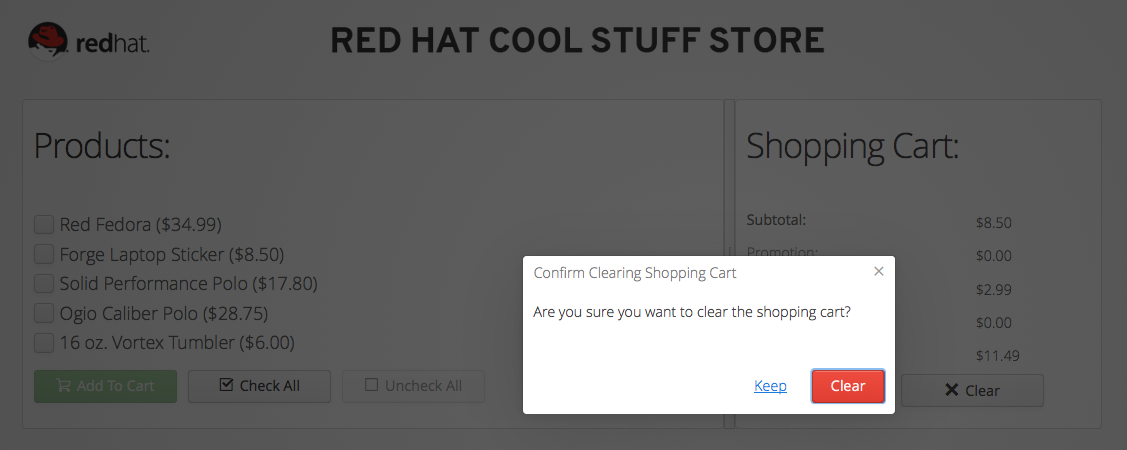 redhat.
RED HAT COOL STUFF STORE
Products:
Red Fedora ($34.99)
Forge Laptop Sticker ($8.50)
Solid Performance Polo ($17.80)
Ogio Caliber Polo ($28.75)
16 oz. Vortex Tumbler ($6.00)
Add To Cart
Check All
Uncheck All
Shopping Cart:
Subtotal: $8.50
Promotion: $0.00
$2.99
$0.00
$11.49
Clear
Confirm Clearing Shopping Cart
Are you sure you want to clear the shopping cart?
Keep
Clear